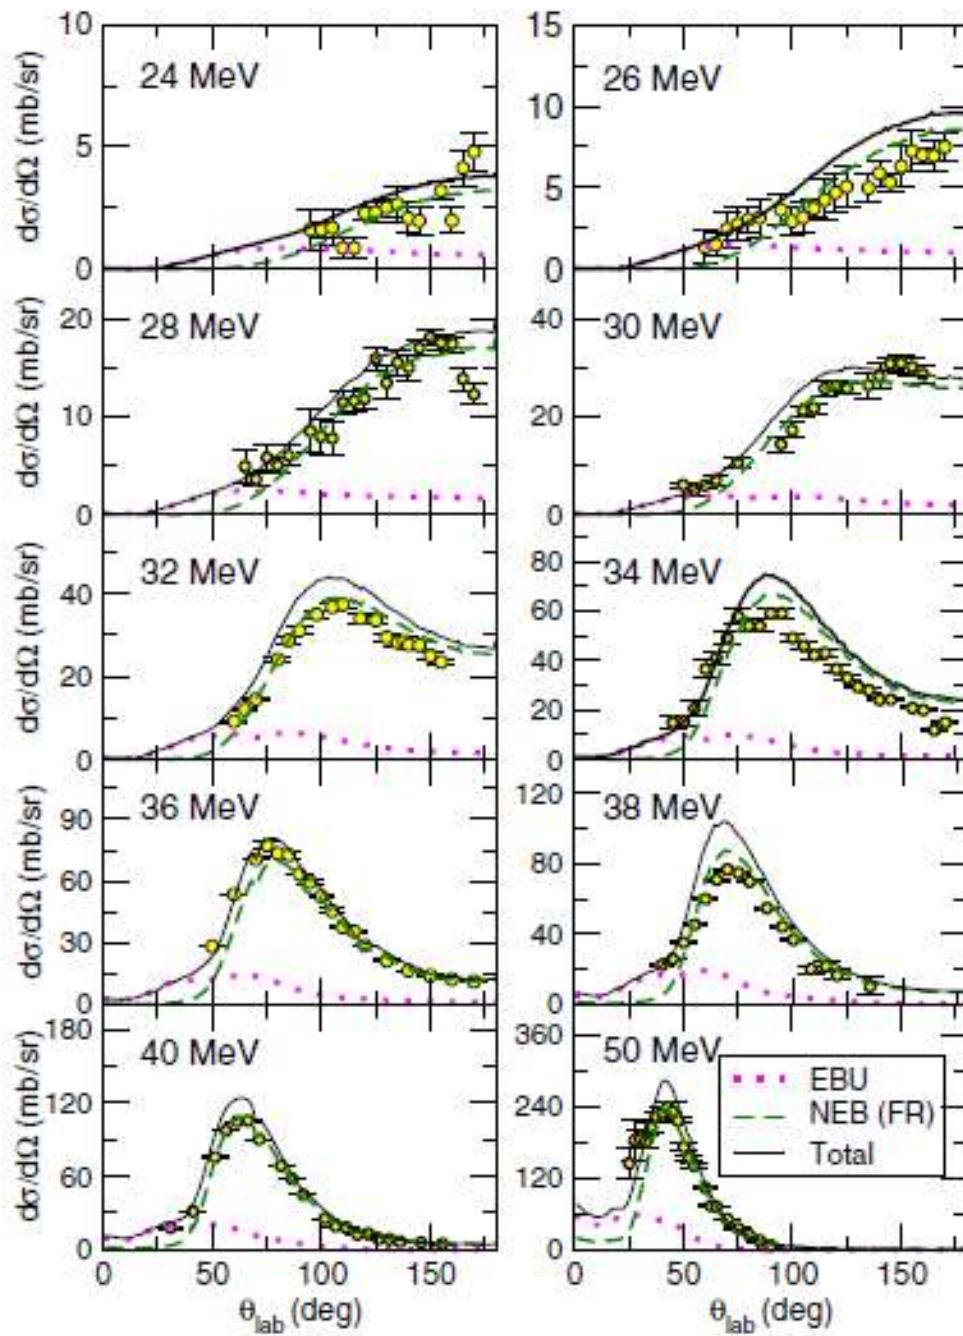 10
5
0
dσ/dΩ (mb/sr)
24 MeV
15
10
5
0
26 MeV
20
10
0
dσ/dΩ (mb/sr)
28 MeV
40
20
0
30 MeV
40
20
0
dσ/dΩ (mb/sr)
32 MeV
80
60
40
20
0
34 MeV
90
60
30
0
dσ/dΩ (mb/sr)
36 MeV
120
80
40
0
38 MeV
180
120
60
0
dσ/dΩ (mb/sr)
40 MeV
0 50 100 150
θlab (deg)
360
240
120
0
50 MeV
EBU
NEB (FR)
Total
0 50 100 150
θlab (deg)